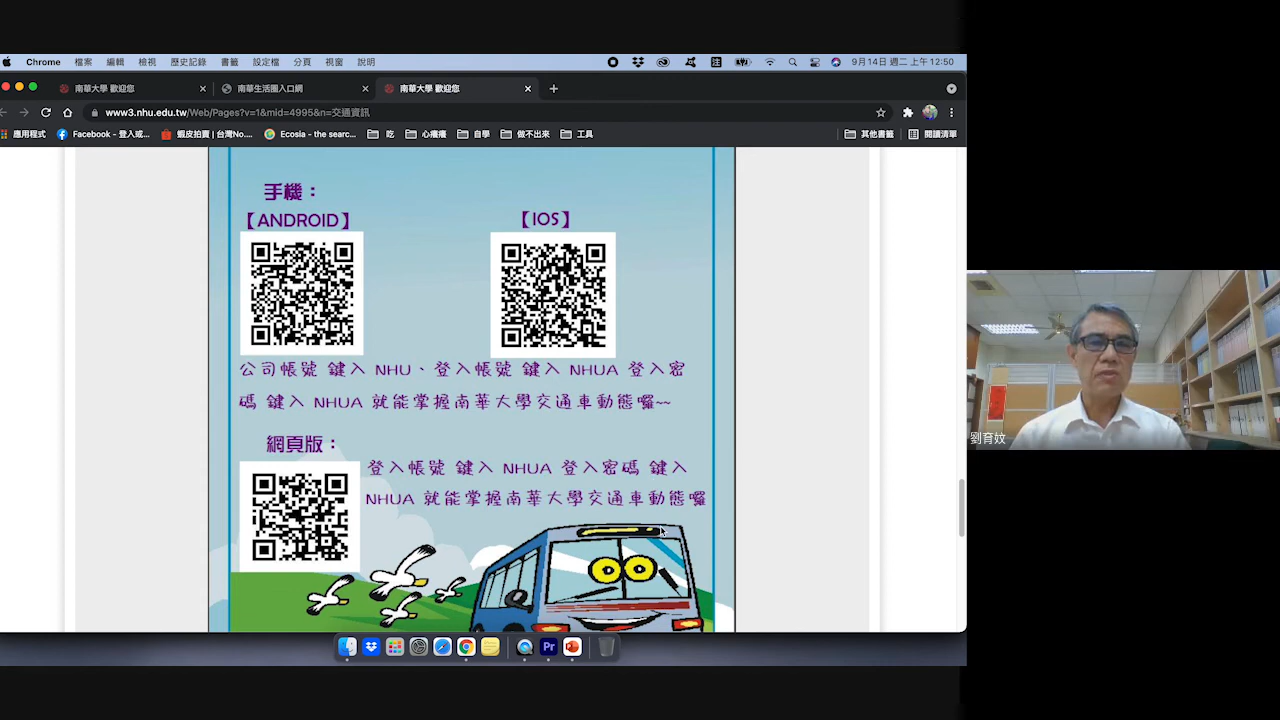 Chrome 檔案 編輯 檢視 歷史記錄 書籤 設定檔 分頁 視窗 說明 9月14日 週二 上午 12:50
南華大學 歡迎您 南華生活圈入口網 南華大學 歡迎您
www3.nhu.edu.tw/Web/Pages?v=1&mid=4995&n=交通資訊
應用程式 Facebook - 登入或... 蝦皮拍賣 | 台灣No.... Ecosia - the searc... 吃 心癢癢 自學 做不出來 工具 其他書籤 閱讀清單
手機：
【ANDROID】 【IOS】
公司帳號 鍵入 NHU、登入帳號 鍵入 NHUA 登入密
碼 鍵入 NHUA 就能掌握南華大學交通車動態囉~~
網頁版：
登入帳號 鍵入 NHUA 登入密碼 鍵入
NHUA 就能掌握南華大學交通車動態囉
劉育妏
Pr